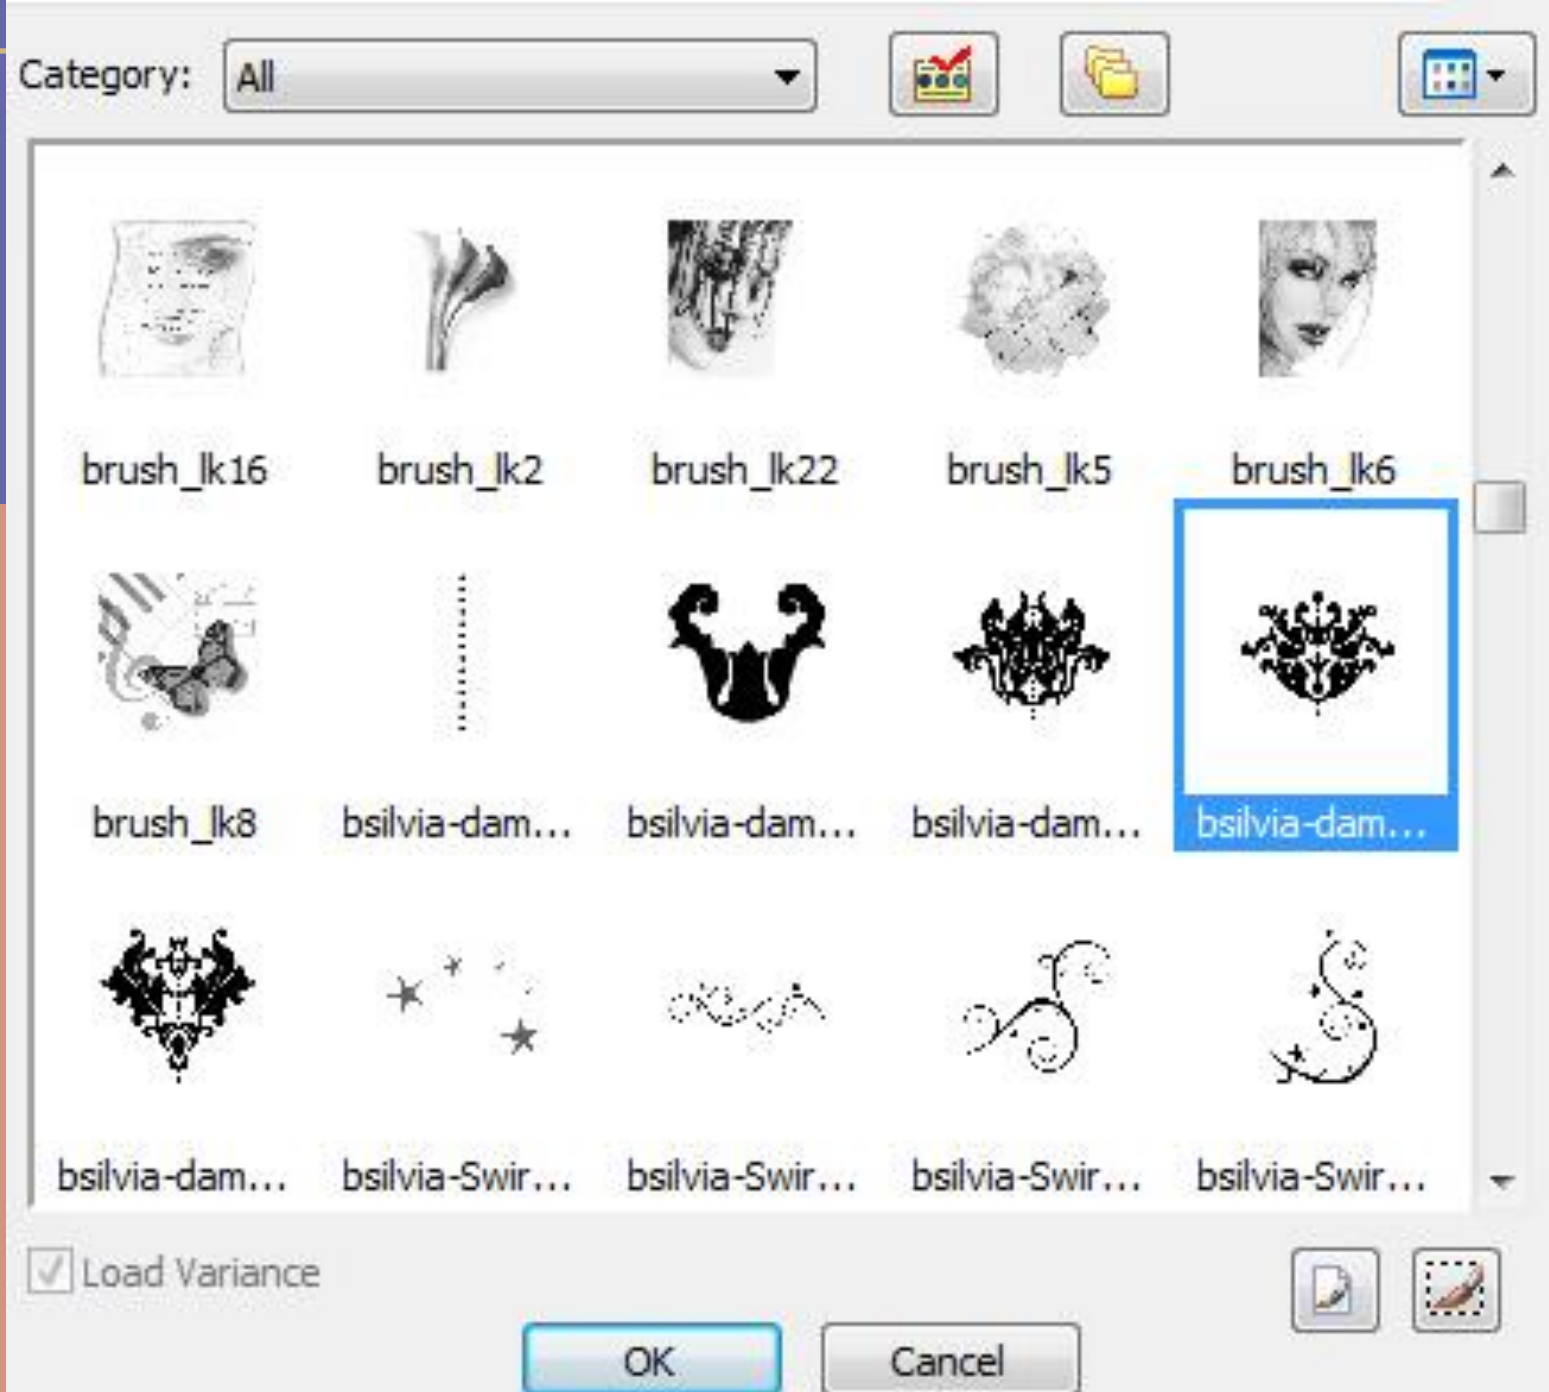 Category: All
brush_lk16 brush_lk2 brush_lk22 brush_lk5 brush_lk6
brush_lk8 bsilvia-dam... bsilvia-dam... bsilvia-dam... bsilvia-dam...
bsilvia-dam... bsilvia-Swir... bsilvia-Swir... bsilvia-Swir... bsilvia-Swir...
Load Variance
OK Cancel